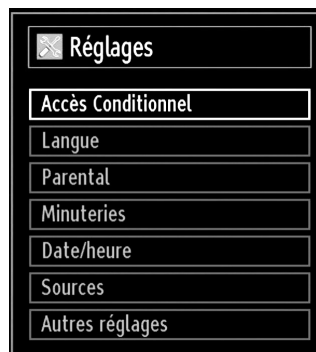 Réglages
Accès Conditionnel
Langue
Parental
Minuteries
Date/heure
Sources
Autres réglages